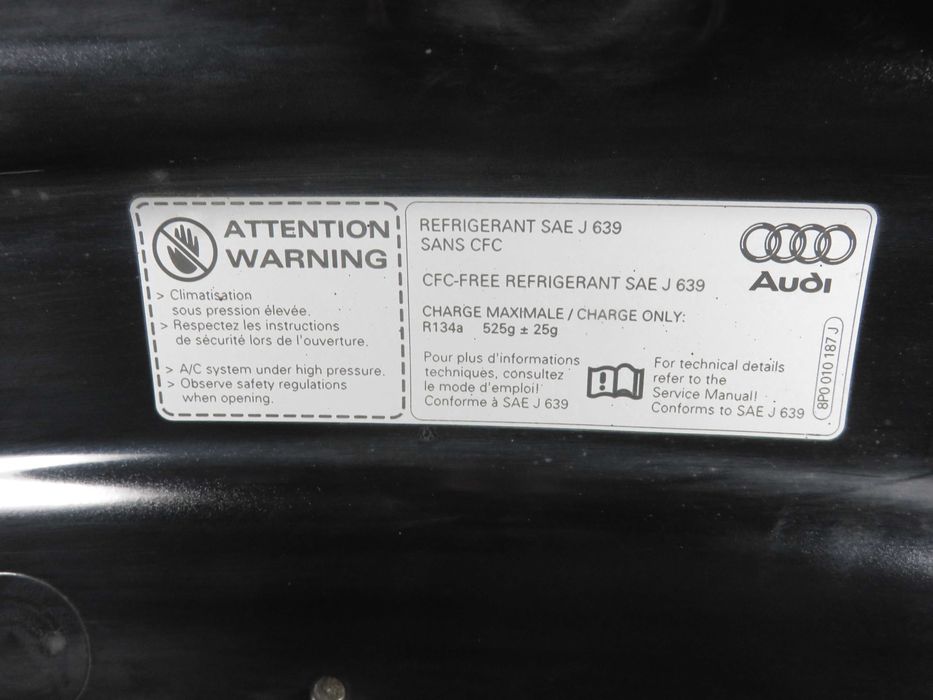 ATTENTION
WARNING
> Climatisation
sous pression élevée.
> Respectez les instructions
de sécurité lors de l'ouverture.
> A/C system under high pressure.
> Observe safety regulations
when opening.
REFRIGERANT SAE J 639
SANS CFC
CFC-FREE REFRIGERANT SAE J 639
CHARGE MAXIMALE / CHARGE ONLY:
R134a 525g ± 25g
Pour plus d'informations
techniques, consultez
le mode d'emploi!
Conforme à SAE J 639
For technical details
refer to the
Service Manual!
Conforms to SAE J 639
Audi
8P0 010 187 J